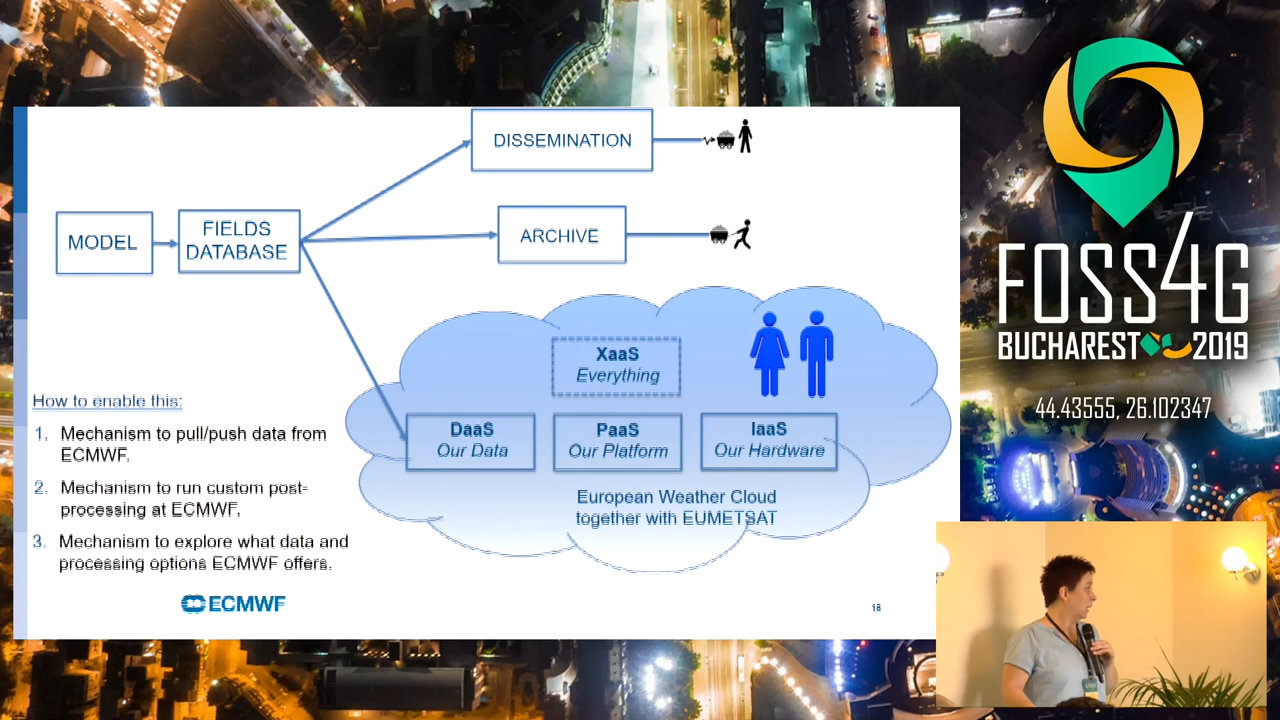 DISSEMINATION
MODEL
FIELDS
DATABASE
ARCHIVE
XaaS
Everything
DaaS
Our Data
PaaS
Our Platform
IaaS
Our Hardware
European Weather Cloud
together with EUMETSAT
How to enable this:
1. Mechanism to pull/push data from
ECMWF.
2. Mechanism to run custom post-
processing at ECMWF.
3. Mechanism to explore what data and
processing options ECMWF offers.
ECMWF
16
FOSS4G
BUCHAREST 2019
44.43555, 26.102347